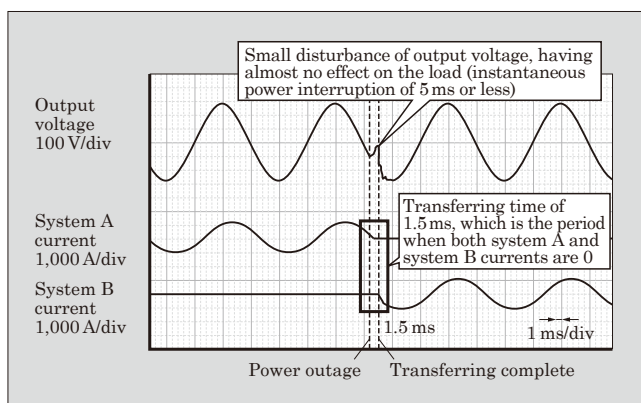 Small disturbance of output voltage, having
almost no effect on the load (instantaneous
power interruption of 5 ms or less)
Output
voltage
100 V/div
System A
current
1,000 A/div
Transferring time of
1.5 ms, which is the period
when both system A and
system B currents are 0
System B
current
1,000 A/div
1.5 ms
1 ms/div
Power outage
Transferring complete